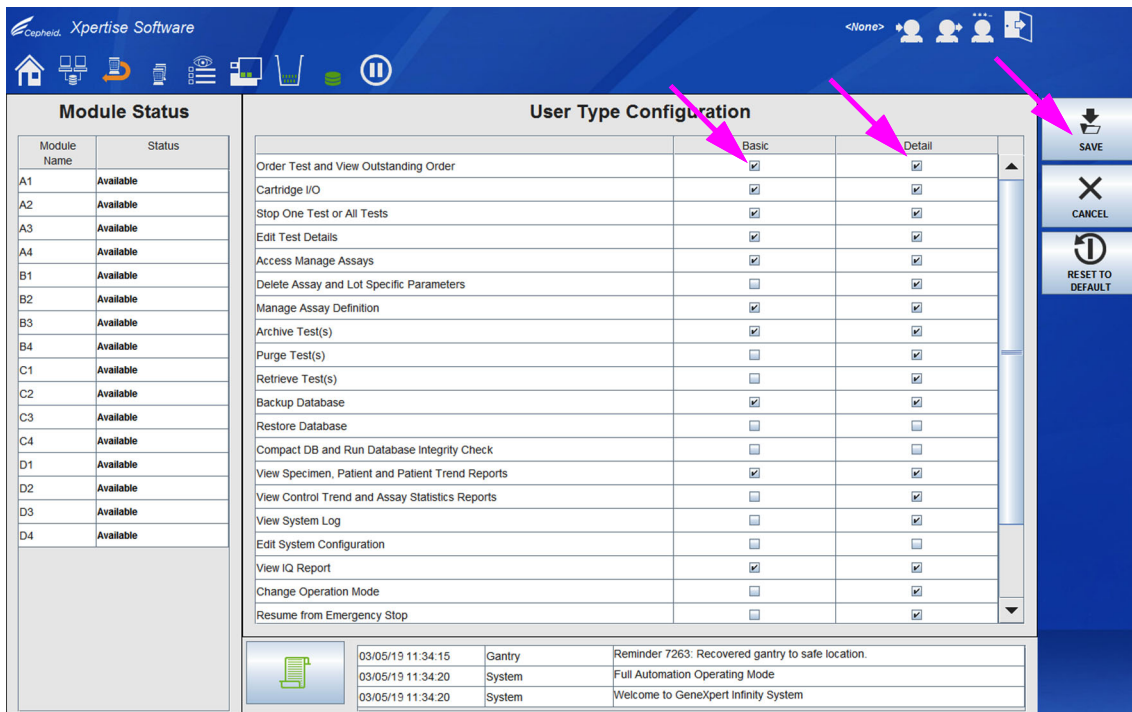 Cepheid. Xpertise Software
<None>
Module Status
Module Name Status
A1 Available
A2 Available
A3 Available
A4 Available
B1 Available
B2 Available
B3 Available
B4 Available
C1 Available
C2 Available
C3 Available
C4 Available
D1 Available
D2 Available
D3 Available
D4 Available
User Type Configuration
Basic Detail
Order Test and View Outstanding Order
Cartridge I/O
Stop One Test or All Tests
Edit Test Details
Access Manage Assays
Delete Assay and Lot Specific Parameters
Manage Assay Definition
Archive Test(s)
Purge Test(s)
Retrieve Test(s)
Backup Database
Restore Database
Compact DB and Run Database Integrity Check
View Specimen, Patient and Patient Trend Reports
View Control Trend and Assay Statistics Reports
View System Log
Edit System Configuration
View IQ Report
Change Operation Mode
Resume from Emergency Stop
03/05/19 11:34:15 Gantry Reminder 7263: Recovered gantry to safe location.
03/05/19 11:34:20 System Full Automation Operating Mode
03/05/19 11:34:20 System Welcome to GeneXpert Infinity System
SAVE
CANCEL
RESET TO
DEFAULT